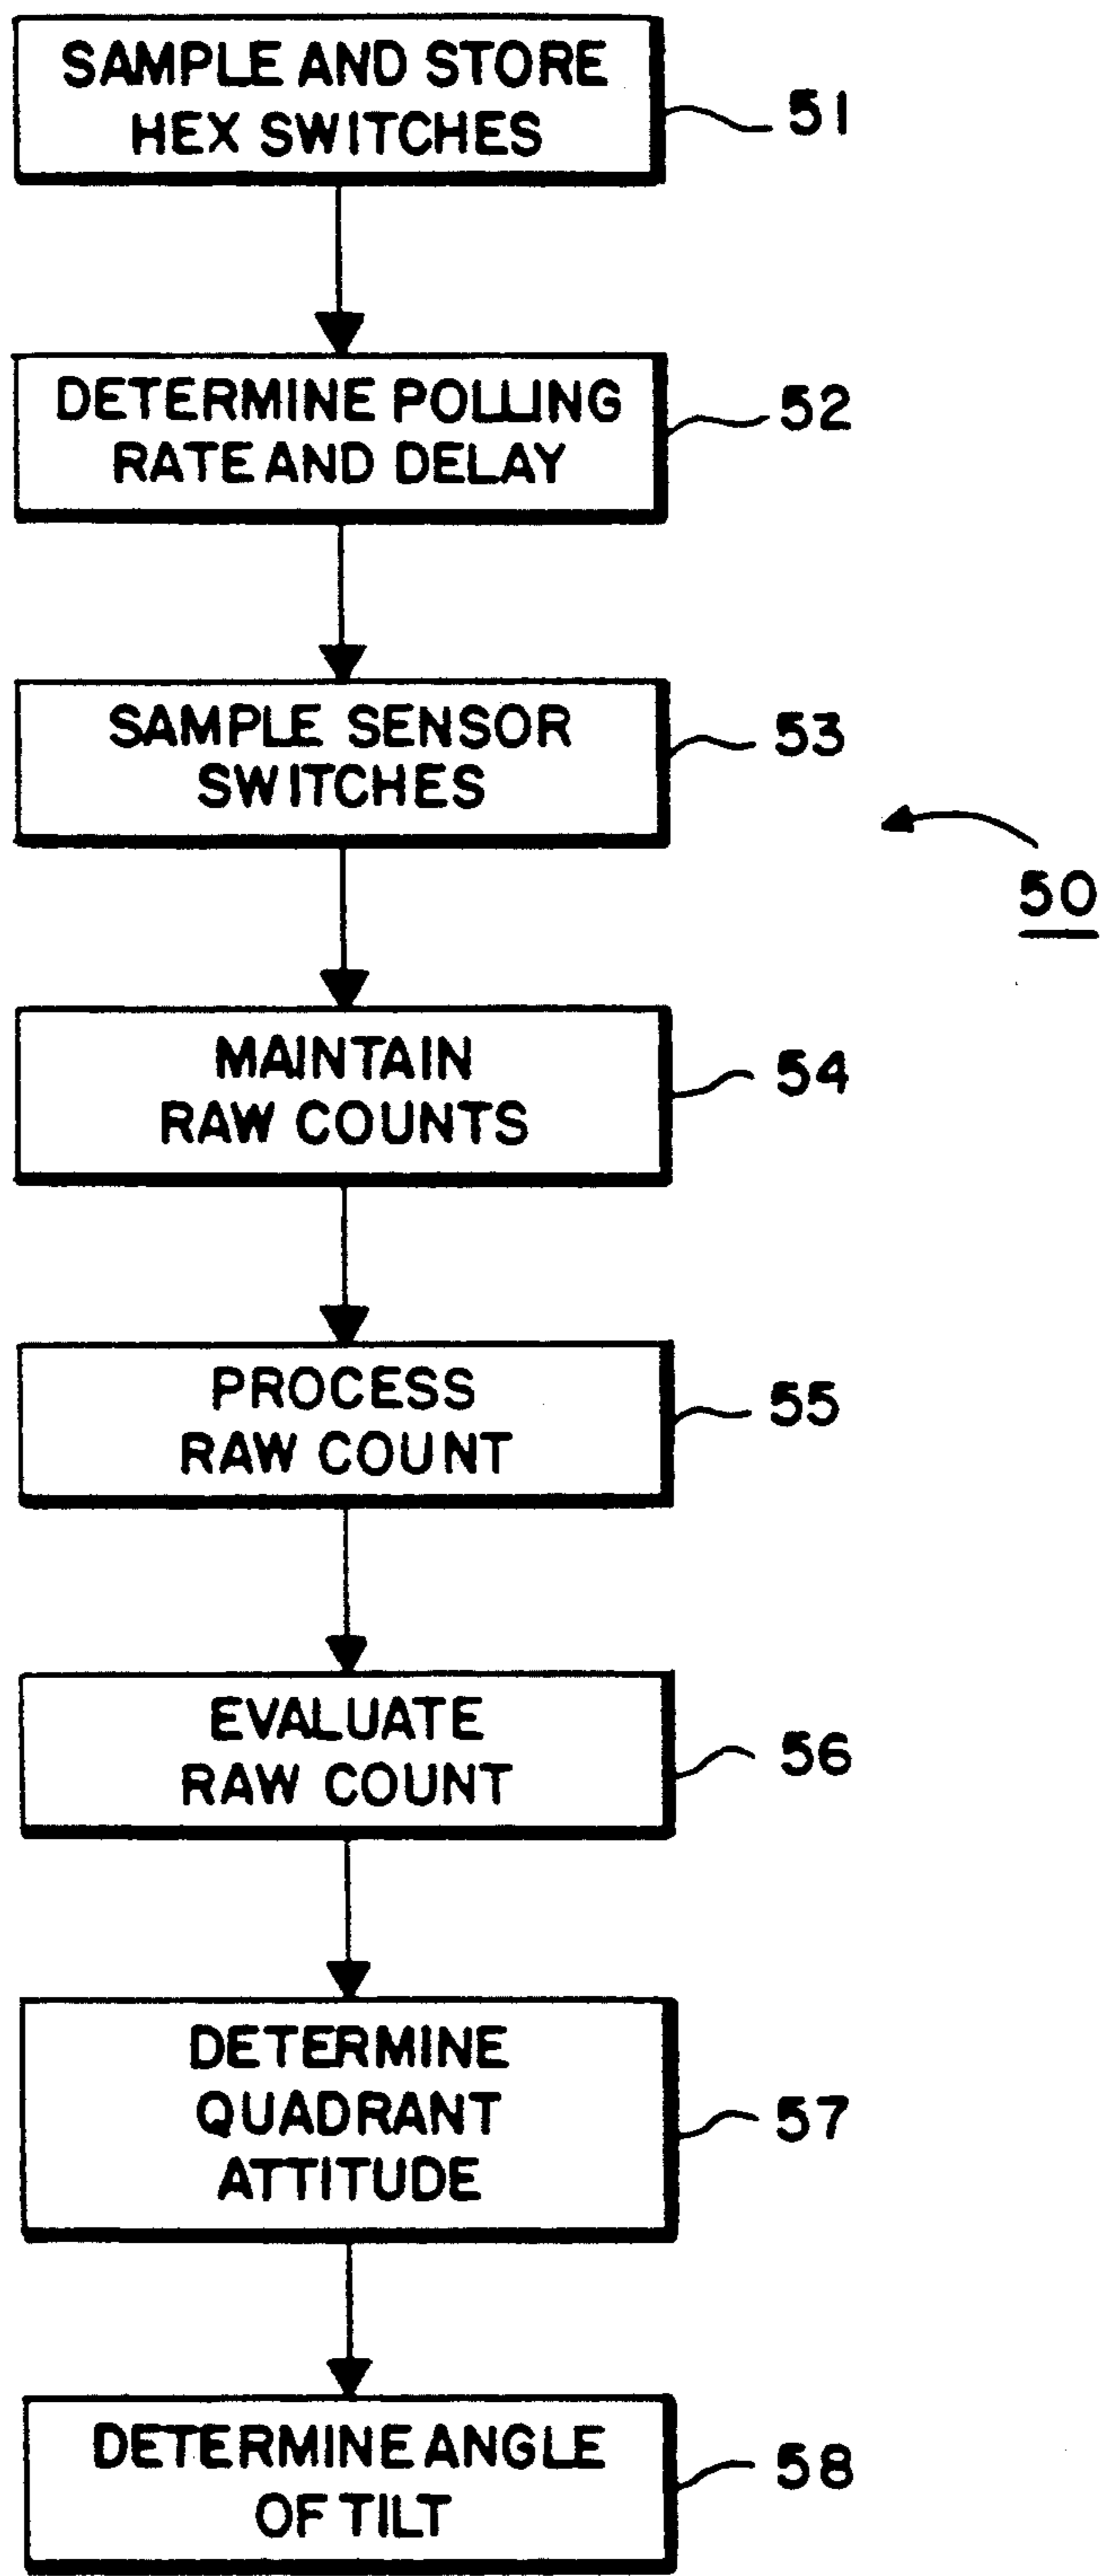 SAMPLE AND STORE
HEX SWITCHES
51
DETERMINE POLLING
RATE AND DELAY
52
SAMPLE SENSOR
SWITCHES
53
50
MAINTAIN
RAW COUNTS
54
PROCESS
RAW COUNT
55
EVALUATE
RAW COUNT
56
DETERMINE
QUADRANT
ATTITUDE
57
DETERMINE ANGLE
OF TILT
58